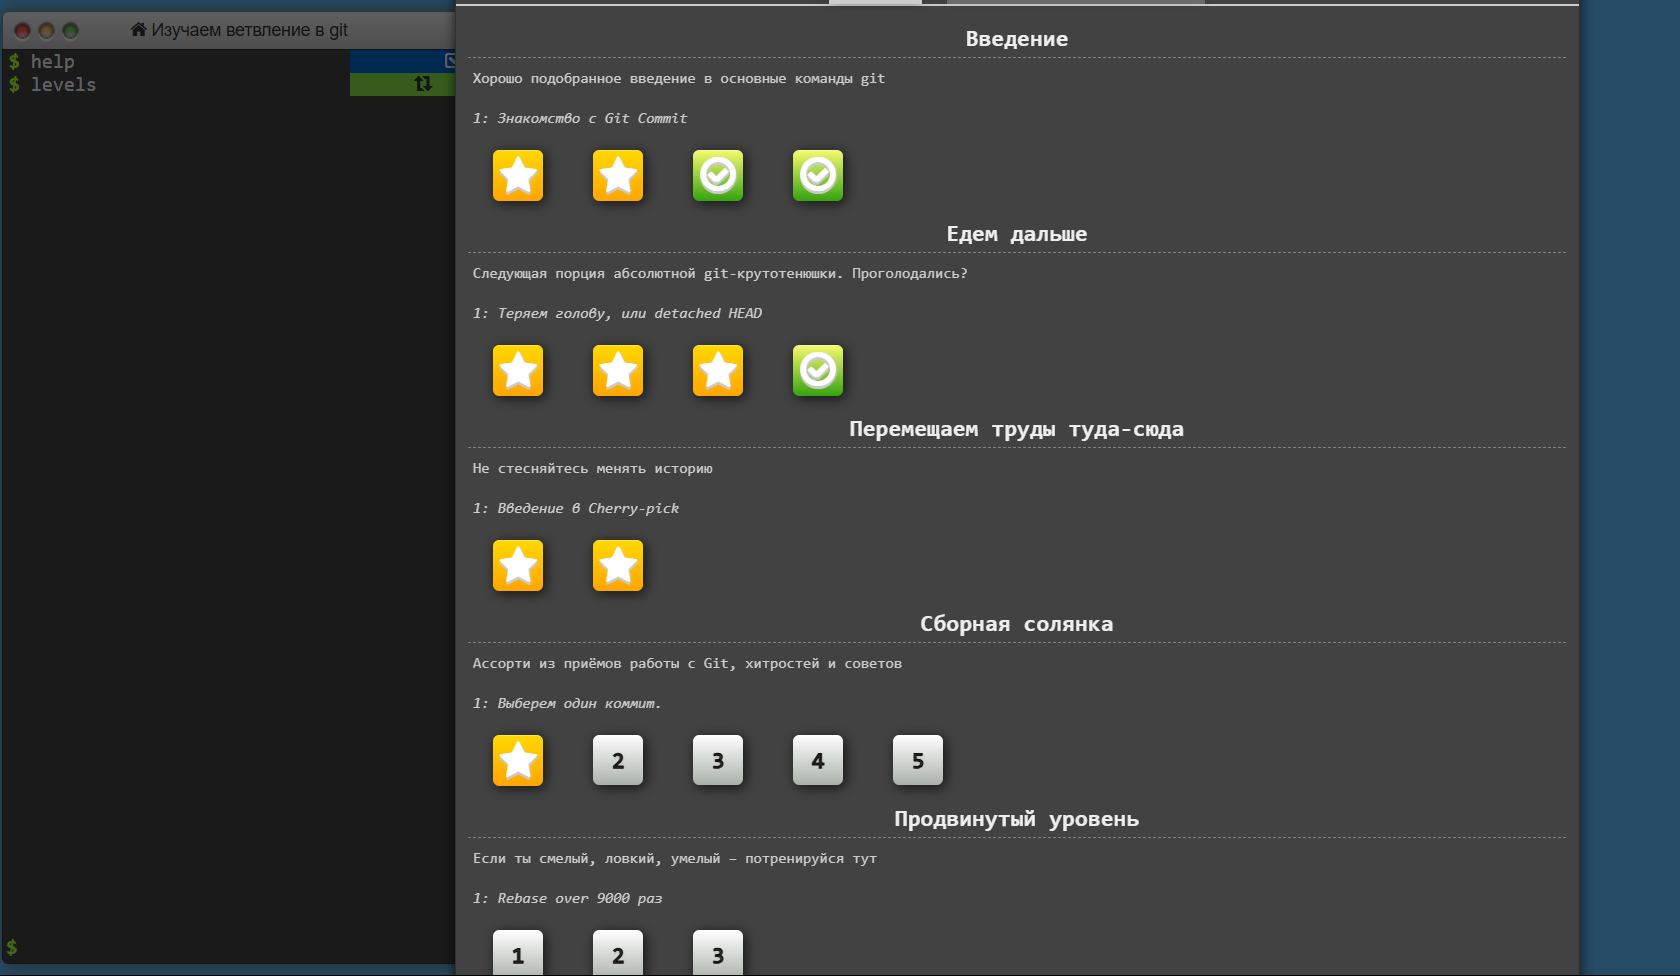 Изучаем ветвление в git
$ help
$ levels
$
Введение
Хорошо подобранное введение в основные команды git
1: Знакомство с Git Commit
Едем дальше
Следующая порция абсолютной git-крутотенюшки. Проголодались?
1: Теряем голову, или detached HEAD
Перемещаем труды туда-сюда
Не стесняйтесь менять историю
1: Введение в Cherry-pick
Сборная солянка
Ассорти из приёмов работы с Git, хитростей и советов
1: Выберем один коммит.
2 3 4 5
Продвинутый уровень
Если ты смелый, ловкий, умелый – потренируйся тут
1: Rebase over 9000 раз
1 2 3